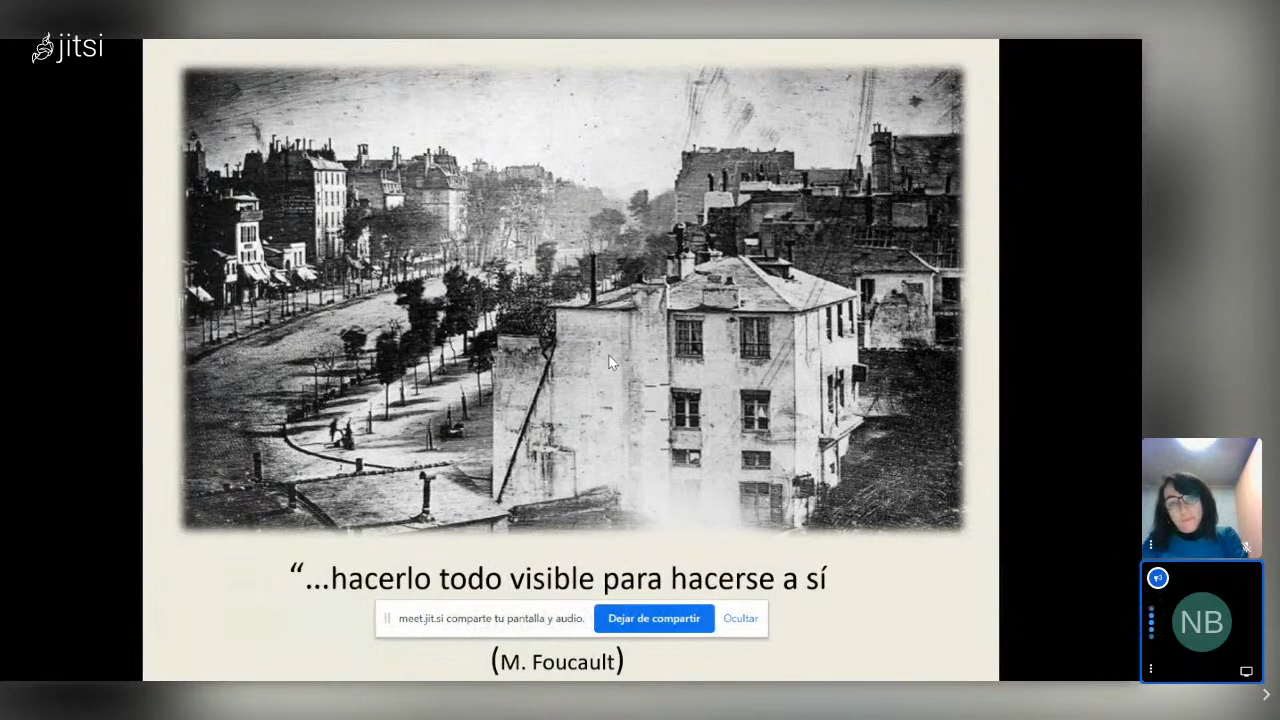 jitsi
“...hacerlo todo visible para hacerse a sí
meet.jit.si comparte tu pantalla y audio.
Dejar de compartir
Ocultar
(M. Foucault)
NB